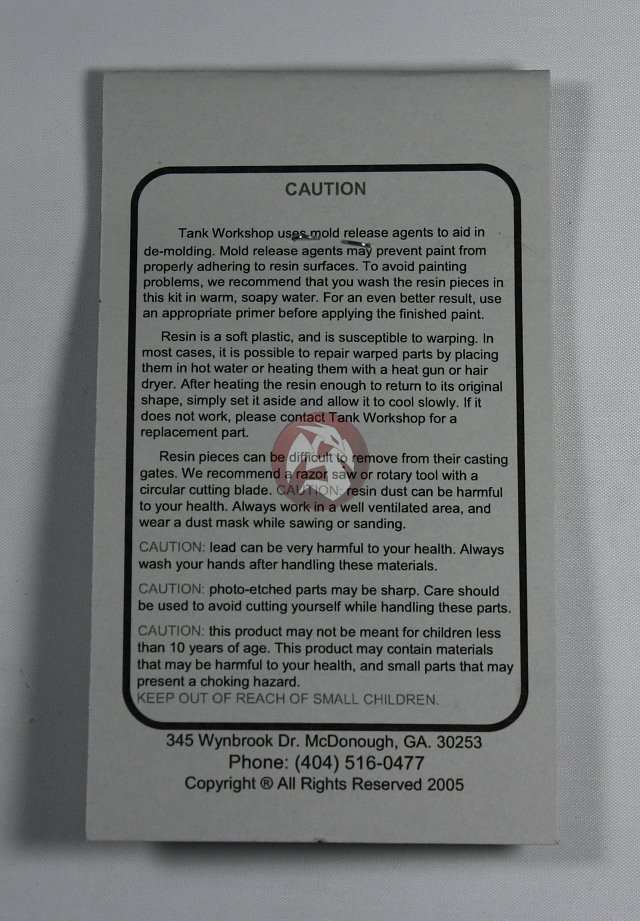 CAUTION
Tank Workshop uses mold release agents to aid in
de-molding. Mold release agents may prevent paint from
properly adhering to resin surfaces. To avoid painting
problems, we recommend that you wash the resin pieces in
this kit in warm, soapy water. For an even better result, use
an appropriate primer before applying the finished paint.
Resin is a soft plastic, and is susceptible to warping. In
most cases, it is possible to repair warped parts by placing
them in hot water or heating them with a heat gun or hair
dryer. After heating the resin enough to return to its original
shape, simply set it aside and allow it to cool slowly. If it
does not work, please contact Tank Workshop for a
replacement part.
Resin pieces can be difficult to remove from their casting
gates. We recommend a razor saw or rotary tool with a
circular cutting blade. CAUTION: resin dust can be harmful
to your health. Always work in a well ventilated area, and
wear a dust mask while sawing or sanding.
CAUTION: lead can be very harmful to your health. Always
wash your hands after handling these materials.
CAUTION: photo-etched parts may be sharp. Care should
be used to avoid cutting yourself while handling these parts.
CAUTION: this product may not be meant for children less
than 10 years of age. This product may contain materials
that may be harmful to your health, and small parts that may
present a choking hazard.
KEEP OUT OF REACH OF SMALL CHILDREN.
345 Wynbrook Dr. McDonough, GA. 30253
Phone: (404) 516-0477
Copyright ® All Rights Reserved 2005